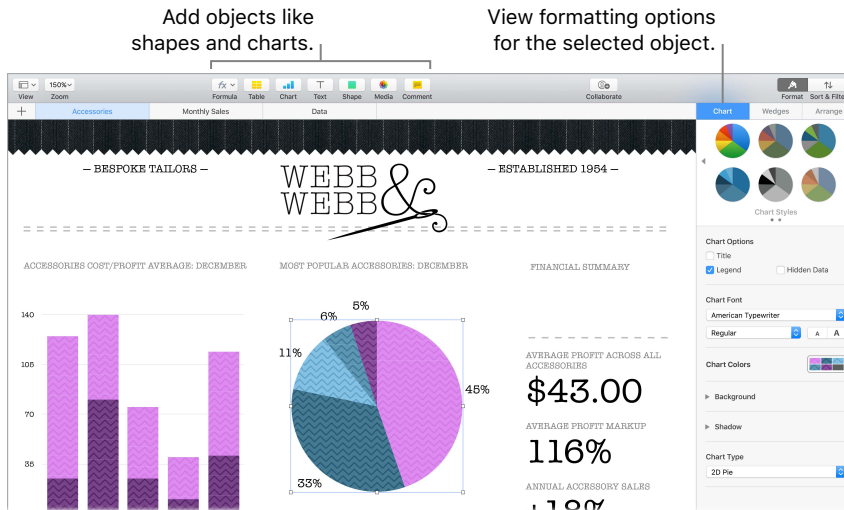 Add objects like
shapes and charts.
View formatting options
for the selected object.
150%
View
Zoom
fx
Formula
Table
Chart
Text
Shape
Media
Comment
Collaborate
Format
Sort & Filte
Accessories
Monthly Sales
Data
Chart
Wedges
Arrange
— BESPOKE TAILORS —
WEBB &
WEBB
— ESTABLISHED 1954 —
Chart Styles
ACCESSORIES COST/PROFIT AVERAGE: DECEMBER
MOST POPULAR ACCESSORIES: DECEMBER
FINANCIAL SUMMARY
Chart Options
Title
Legend
Hidden Data
Chart Font
American Typewriter
Regular
A
A
Chart Colors
Background
Shadow
Chart Type
2D Pie
140
105
70
35
5%
6%
11%
45%
33%
AVERAGE PROFIT ACROSS ALL
ACCESSORIES
$43.00
AVERAGE PROFIT MARKUP
116%
ANNUAL ACCESSORY SALES
+18%